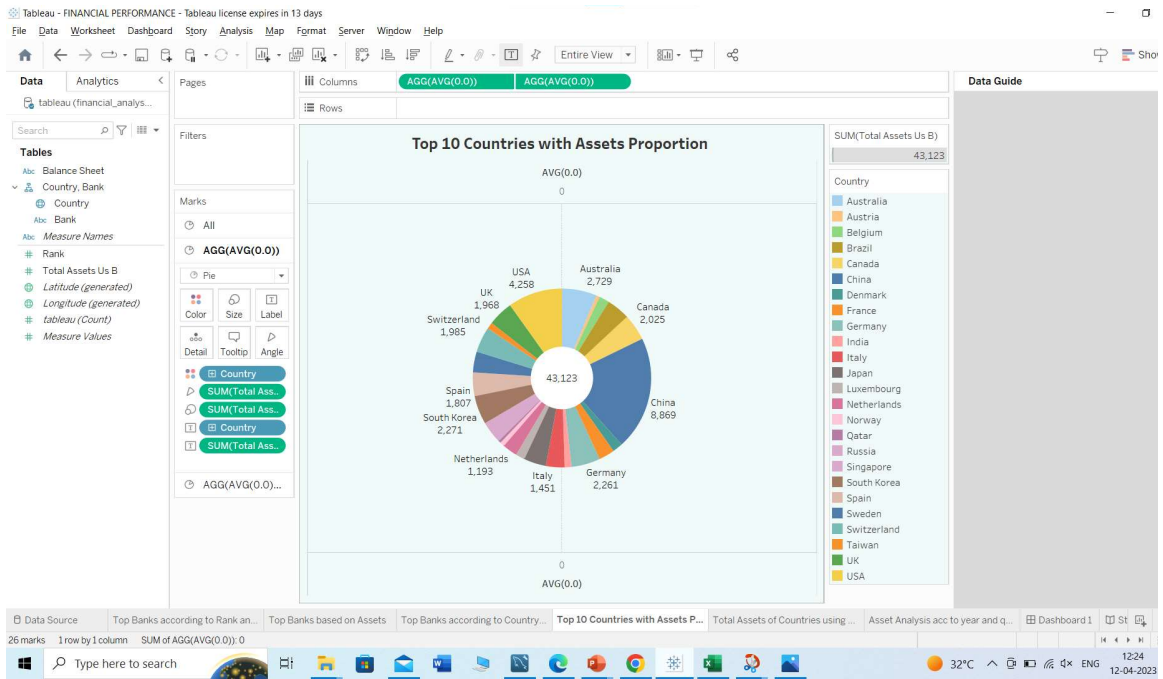 Tableau - FINANCIAL PERFORMANCE - Tableau license expires in 13 days
File Data Worksheet Dashboard Story Analysis Map Format Server Window Help
Entire View
Show
Data Analytics
tableau (financial_analys...
Search
Tables
Abc Balance Sheet
Country, Bank
Country
Abc Bank
Abc Measure Names
# Rank
# Total Assets Us B
Latitude (generated)
Longitude (generated)
# tableau (Count)
# Measure Values
Pages
Filters
Marks
All
AGG(AVG(0.0))
Pie
Color Size Label
Detail Tooltip Angle
Country
SUM(Total Ass..
SUM(Total Ass..
Country
SUM(Total Ass..
AGG(AVG(0.0)...
Columns AGG(AVG(0.0)) AGG(AVG(0.0))
Rows
Top 10 Countries with Assets Proportion
AVG(0.0)
0
USA
4,258
Australia
2,729
UK
1,968
Canada
2,025
Switzerland
1,985
43,123
Spain
1,807
China
8,869
South Korea
2,271
Netherlands
1,193
Italy
1,451
Germany
2,261
0
AVG(0.0)
SUM(Total Assets Us B)
43,123
Country
Australia
Austria
Belgium
Brazil
Canada
China
Denmark
France
Germany
India
Italy
Japan
Luxembourg
Netherlands
Norway
Qatar
Russia
Singapore
South Korea
Spain
Sweden
Switzerland
Taiwan
UK
USA
Data Guide
Data Source Top Banks according to Rank an... Top Banks based on Assets Top Banks according to Country... Top 10 Countries with Assets P... Total Assets of Countries using ... Asset Analysis acc to year and q... Dashboard 1 St
26 marks 1 row by 1 column SUM of AGG(AVG(0.0)): 0
Type here to search
32°C ENG
12:24
12-04-2023